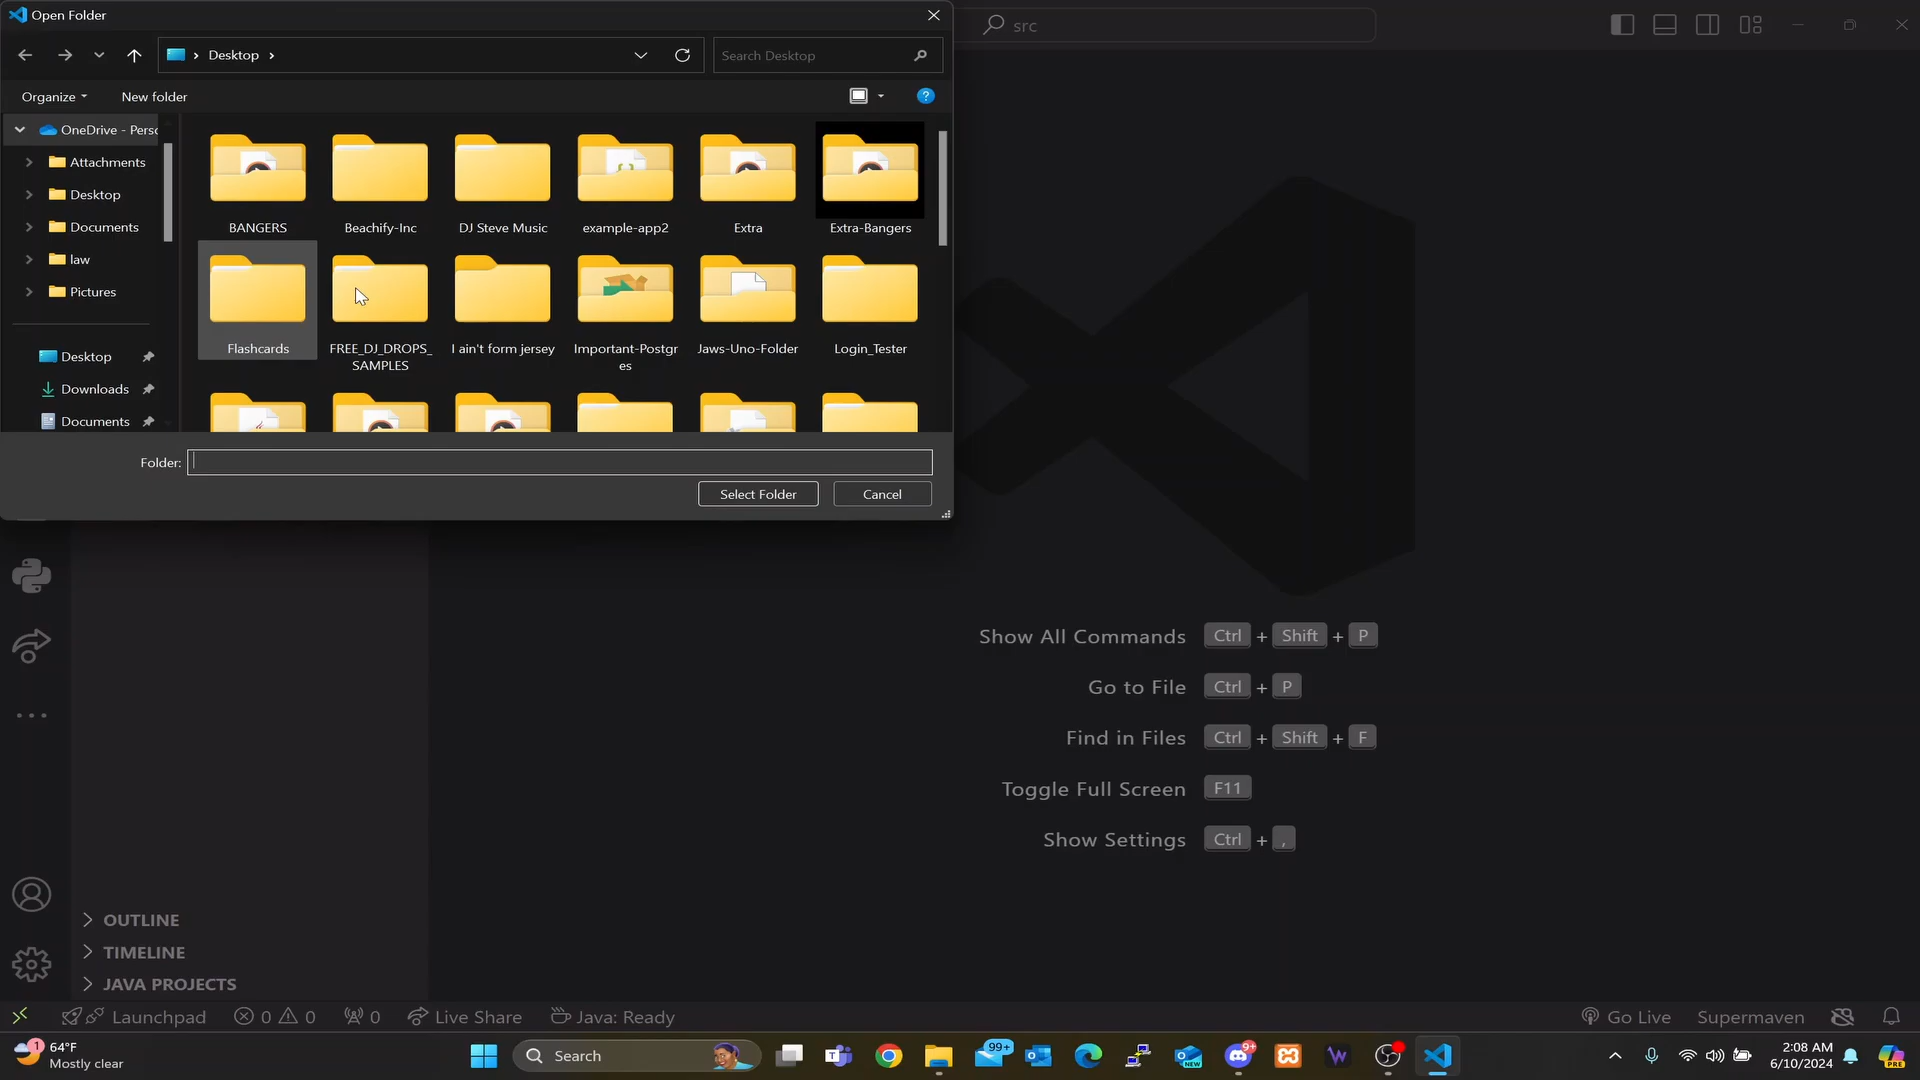 Open Folder
src
Desktop
Search Desktop
Organize
New folder
?
OneDrive - Perso
Attachments
Desktop
Documents
law
Pictures
Desktop
Downloads
Documents
BANGERS
Beachify-Inc
DJ Steve Music
example-app2
Extra
Extra-Bangers
Flashcards
FREE_DJ_DROPS_
SAMPLES
I ain't form jersey
Important-Postgr
es
Jaws-Uno-Folder
Login_Tester
Folder:
Select Folder
Cancel
Show All Commands Ctrl + Shift + P
Go to File Ctrl + P
Find in Files Ctrl + Shift + F
Toggle Full Screen F11
Show Settings Ctrl + ,
OUTLINE
TIMELINE
JAVA PROJECTS
Launchpad 0 0 0 Live Share Java: Ready
Go Live Supermaven
1
64°F
Mostly clear
Search
99+
NEW
9+
2:08 AM
6/10/2024
PRE